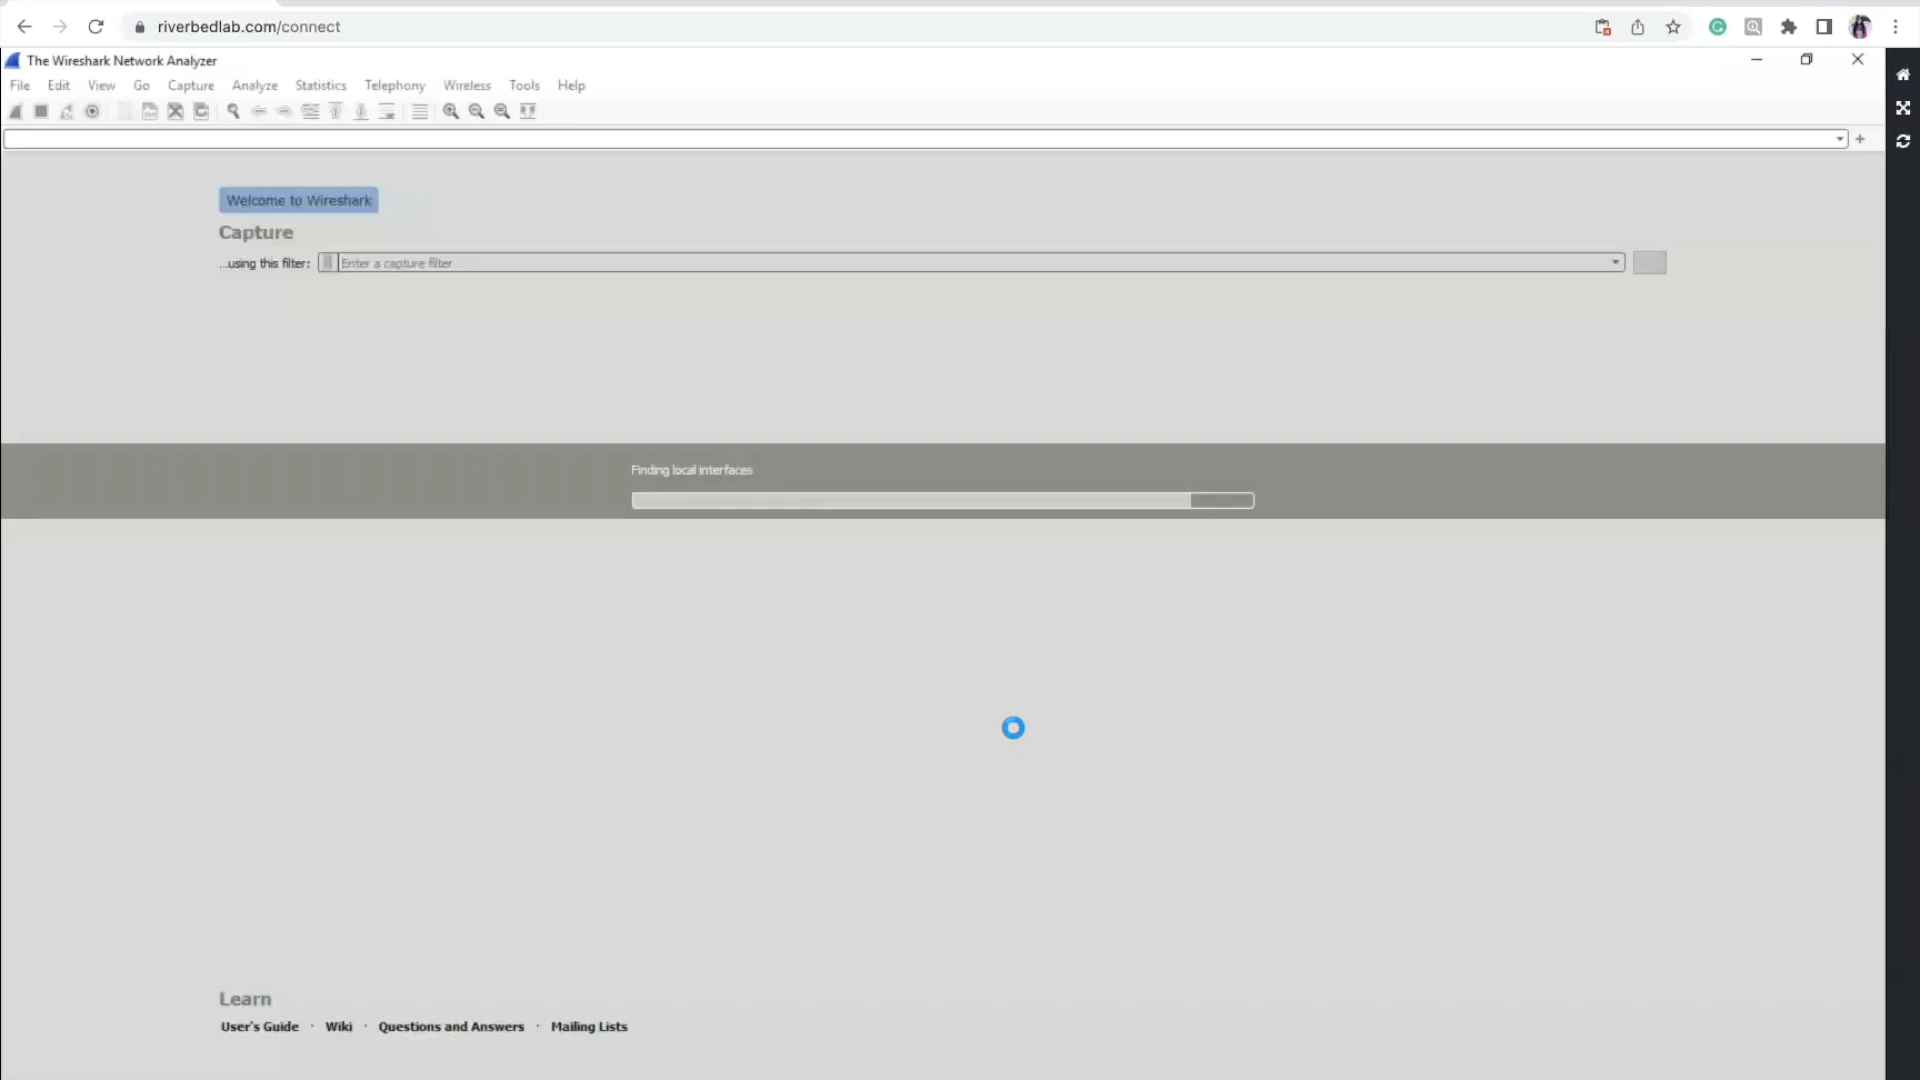 riverbedlab.com/connect
The Wireshark Network Analyzer
File Edit View Go Capture Analyze Statistics Telephony Wireless Tools Help
Welcome to Wireshark
Capture
...using this filter: Enter a capture filter ...
Finding local interfaces
Learn
User's Guide · Wiki · Questions and Answers · Mailing Lists